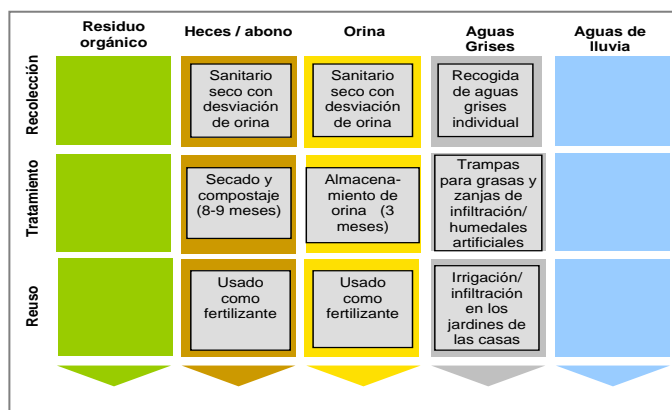 Residuo
orgánico
Heces / abono
Orina
Aguas
Grises
Aguas de
lluvia
Recolección
Sanitario
seco con
desviación
de orina
Sanitario
seco con
desviación
de orina
Recogida
de aguas
grises
individual
Tratamiento
Secado y
compostaje
(8-9 meses)
Almacena-
miento de
orina (3
meses)
Trampas
para grasas y
zanjas de
infiltración/
humedales
artificiales
Reuso
Usado
como
fertilizante
Usado
como
fertilizante
Irrigación/
infiltración
en los
jardines de
las casas